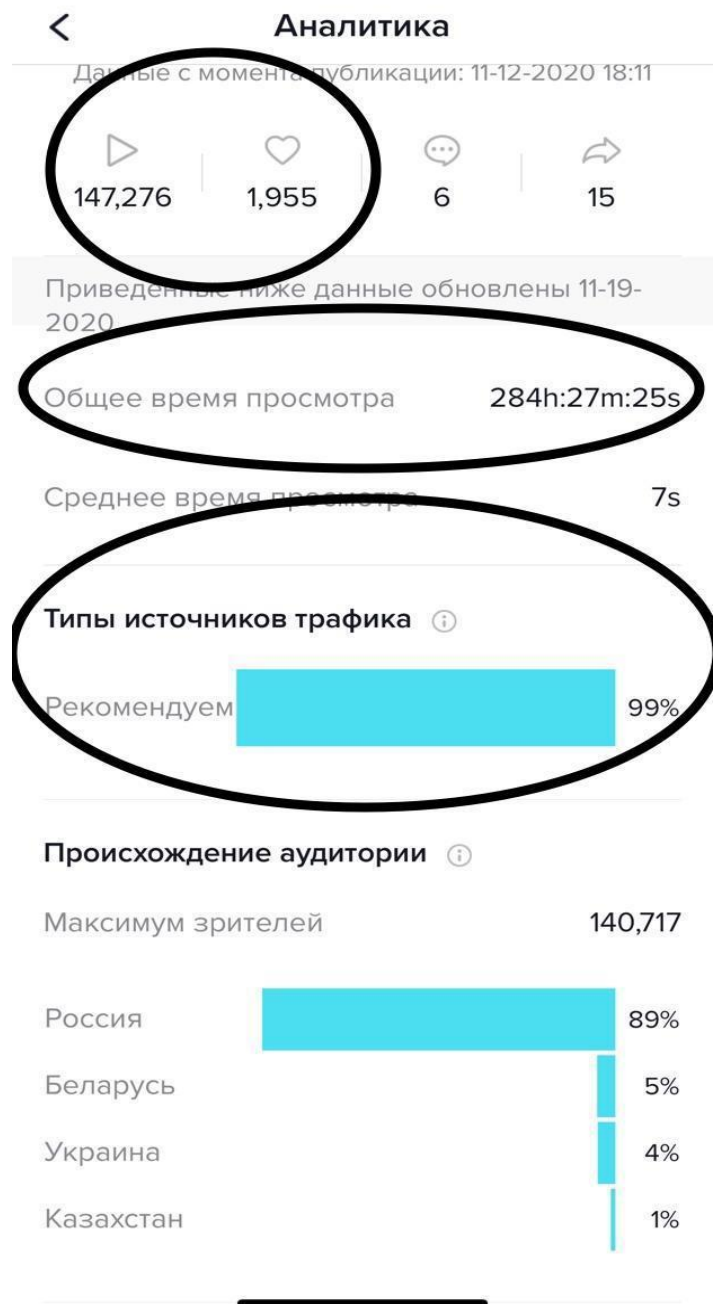 Аналитика
Данные с момента публикации: 11-12-2020 18:11
147,276 1,955 6 15
Приведенные ниже данные обновлены 11-19-
2020
Общее время просмотра 284h:27m:25s
Среднее время просмотра 7s
Типы источников трафика
Рекомендуем 99%
Происхождение аудитории
Максимум зрителей 140,717
Россия 89%
Беларусь 5%
Украина 4%
Казахстан 1%